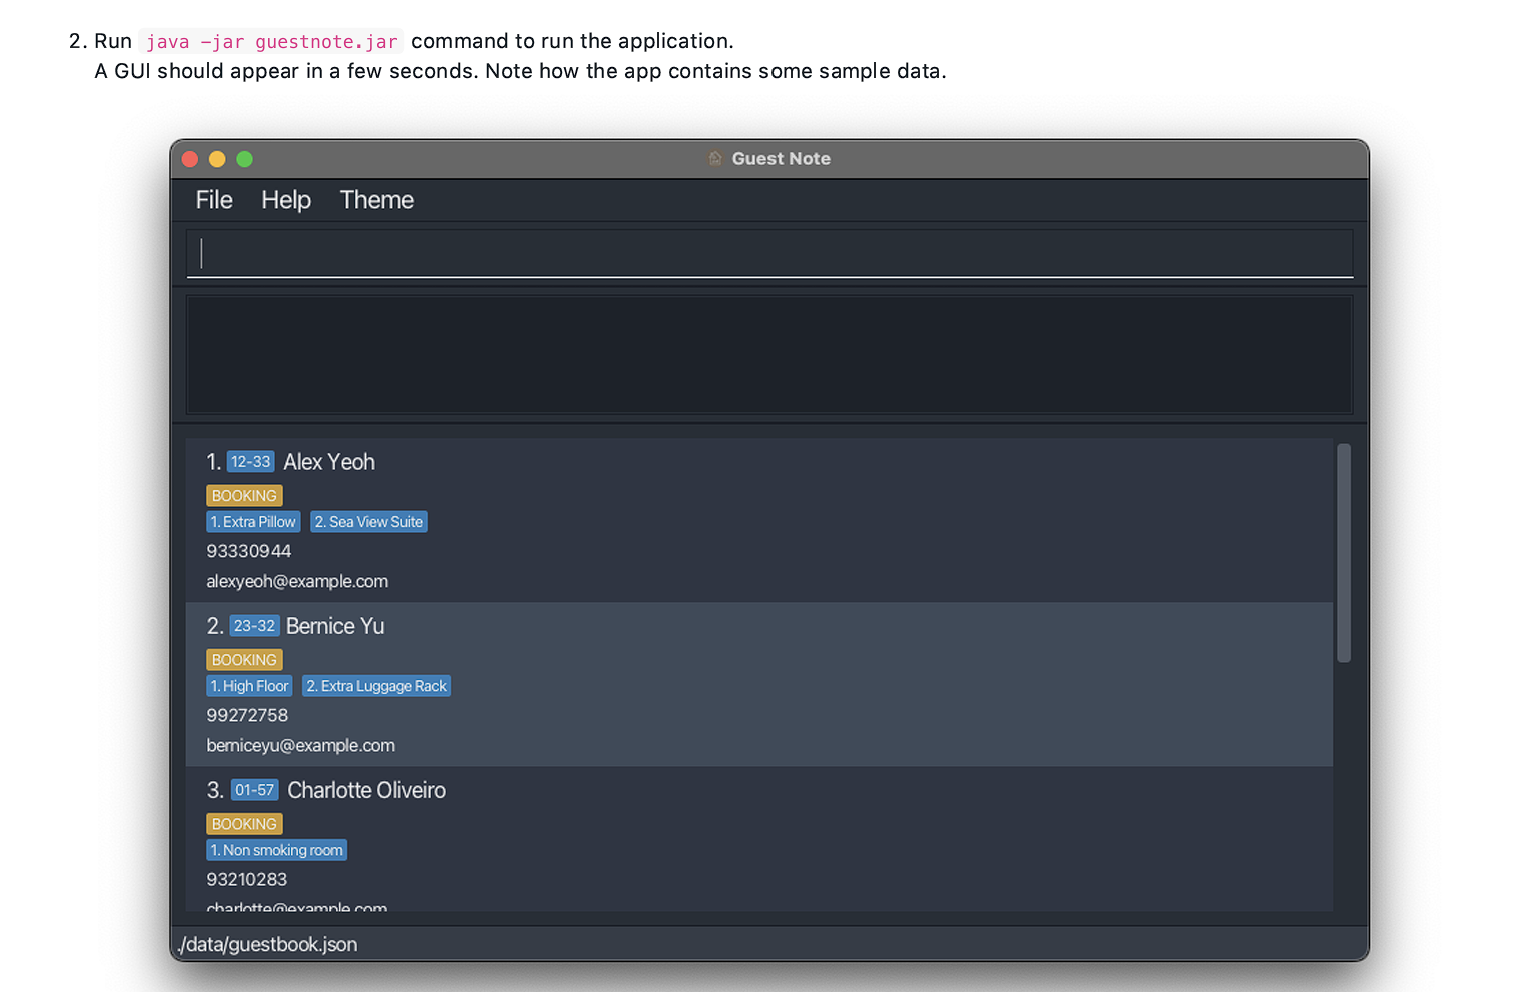 2. Run java -jar guestnote.jar command to run the application.
A GUI should appear in a few seconds. Note how the app contains some sample data.
Guest Note
File Help Theme
1. 12-33 Alex Yeoh
BOOKING
1. Extra Pillow 2. Sea View Suite
93330944
alexyeoh@example.com
2. 23-32 Bernice Yu
BOOKING
1. High Floor 2. Extra Luggage Rack
99272758
berniceyu@example.com
3. 01-57 Charlotte Oliveiro
BOOKING
1. Non smoking room
93210283
charlotte@example.com
./data/guestbook.json